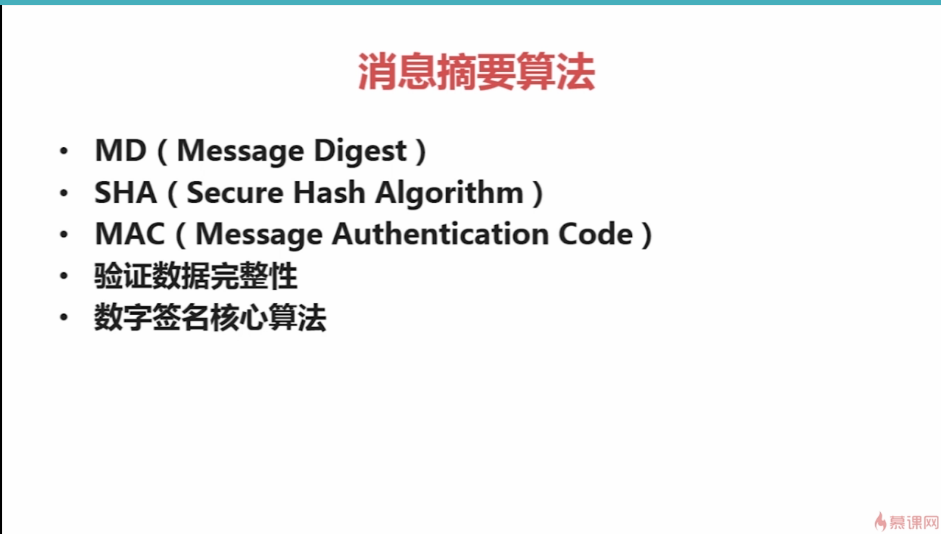 消息摘要算法
• MD（Message Digest）
• SHA（Secure Hash Algorithm）
• MAC（Message Authentication Code）
• 验证数据完整性
• 数字签名核心算法
慕课网